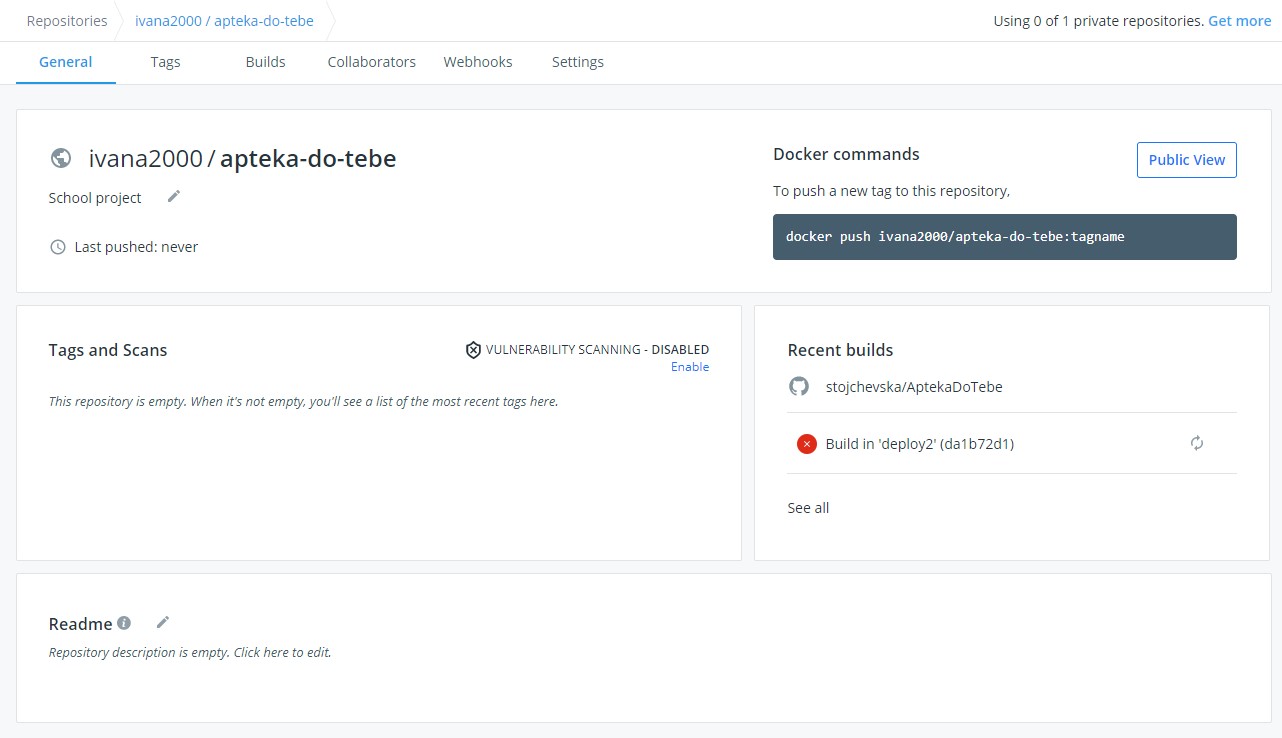 Repositories
ivana2000 / apteka-do-tebe
Using 0 of 1 private repositories. Get more
General
Tags
Builds
Collaborators
Webhooks
Settings
ivana2000 / apteka-do-tebe
School project
Last pushed: never
Docker commands
Public View
To push a new tag to this repository,
docker push ivana2000/apteka-do-tebe:tagname
Tags and Scans
VULNERABILITY SCANNING - DISABLED
Enable
This repository is empty. When it's not empty, you'll see a list of the most recent tags here.
Recent builds
stojchevska/AptekaDoTebe
Build in 'deploy2' (da1b72d1)
See all
Readme
Repository description is empty. Click here to edit.